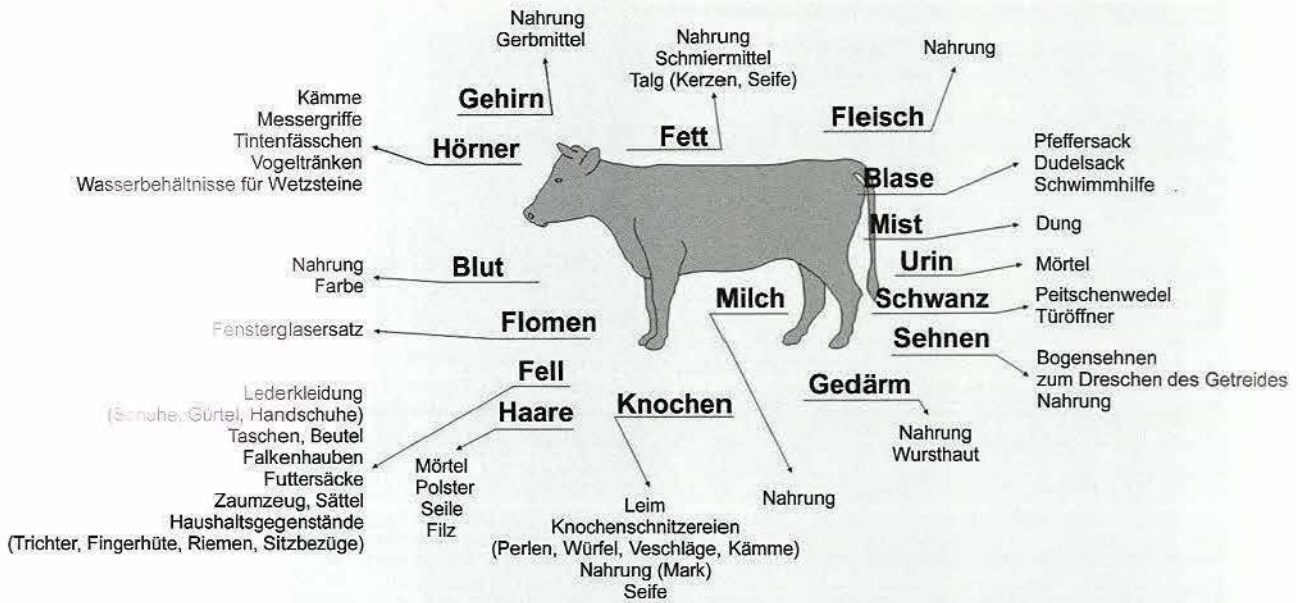 Nahrung
Gerbmittel
Gehirn
Nahrung
Schmiermittel
Talg (Kerzen, Seife)
Fett
Nahrung
Fleisch
Kämme
Messergriffe
Tintenfässchen
Vogeltränken
Wasserbehältnisse für Wetzsteine
Hörner
Blase
Pfeffersack
Dudelsack
Schwimmhilfe
Mist
Dung
Urin
Mörtel
Nahrung
Farbe
Blut
Milch
Nahrung
Schwanz
Peitschenwedel
Türöffner
Fensterglasersatz
Flomen
Sehnen
Bogensehnen
zum Dreschen des Getreides
Nahrung
Fell
Lederkleidung
(Schuhe, Gürtel, Handschuhe)
Taschen, Beutel
Falkenhauben
Futtersäcke
Zaumzeug, Sättel
Haushaltsgegenstände
(Trichter, Fingerhüte, Riemen, Sitzbezüge)
Haare
Mörtel
Polster
Seile
Filz
Knochen
Leim
Knochenschnitzereien
(Perlen, Würfel, Veschläge, Kämme)
Nahrung (Mark)
Seife
Gedärm
Nahrung
Wursthaut